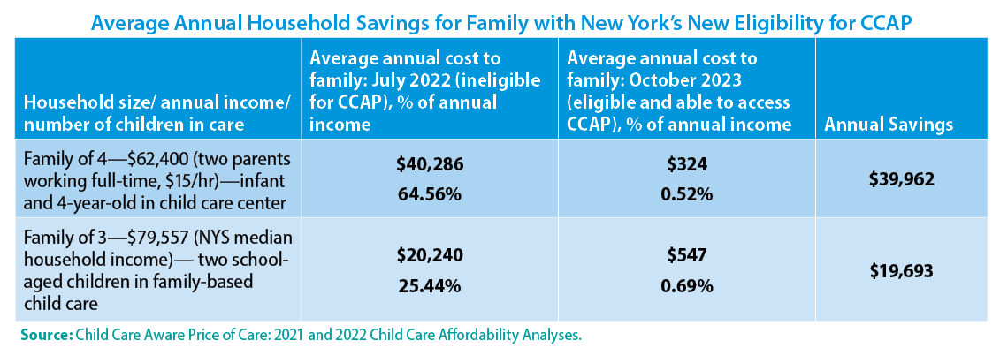 Average Annual Household Savings for Family with New York's New Eligibility for CCAP
Household size/ annual income/
number of children in care
Average annual cost to
family: July 2022 (ineligible
for CCAP), % of annual
income
Average annual cost to
family: October 2023
(eligible and able to access
CCAP), % of annual income
Annual Savings
Family of 4—$62,400 (two parents
working full-time, $15/hr)—infant
and 4-year-old in child care center
$40,286
64.56%
$324
0.52%
$39,962
Family of 3—$79,557 (NYS median
household income)— two school-
aged children in family-based
child care
$20,240
25.44%
$547
0.69%
$19,693
Source: Child Care Aware Price of Care: 2021 and 2022 Child Care Affordability Analyses.